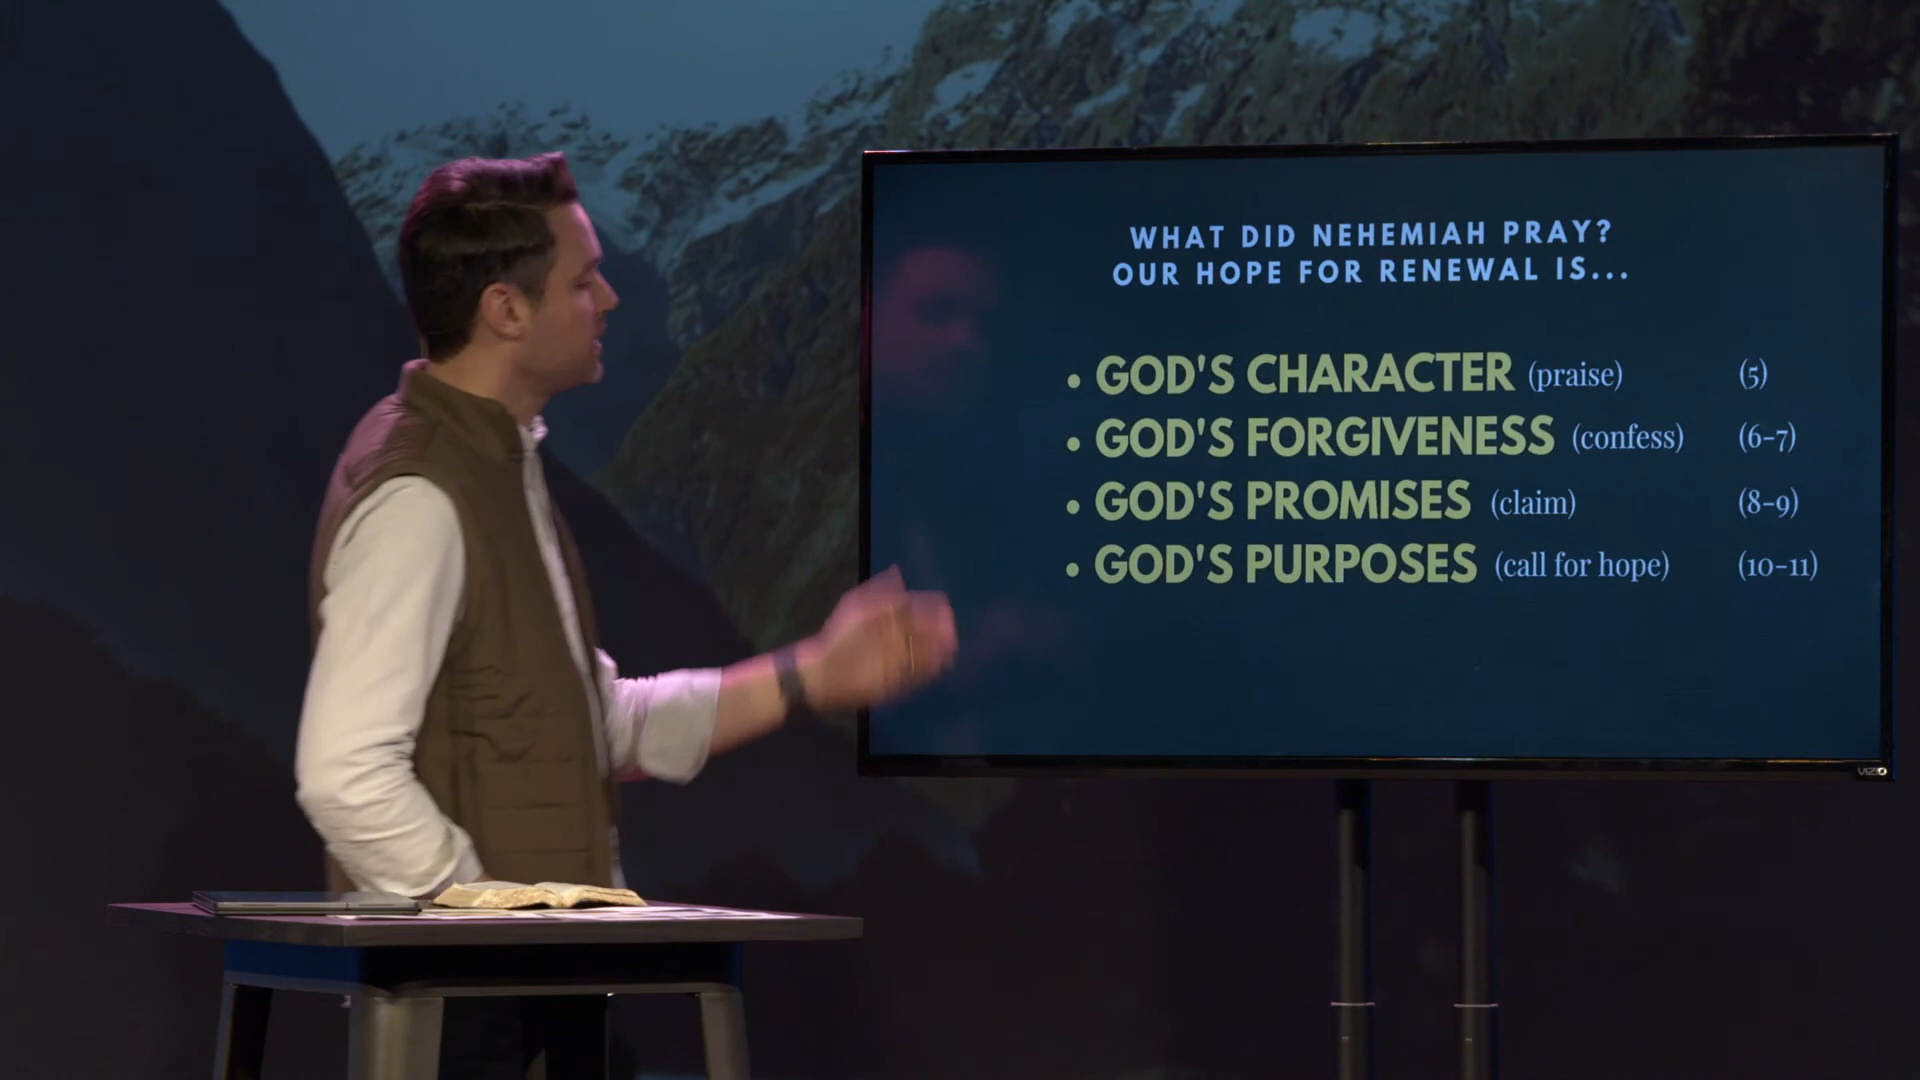 WHAT DID NEHEMIAH PRAY?
OUR HOPE FOR RENEWAL IS...
• GOD'S CHARACTER (praise) (5)
• GOD'S FORGIVENESS (confess) (6-7)
• GOD'S PROMISES (claim) (8-9)
• GOD'S PURPOSES (call for hope) (10-11)
VIZIO